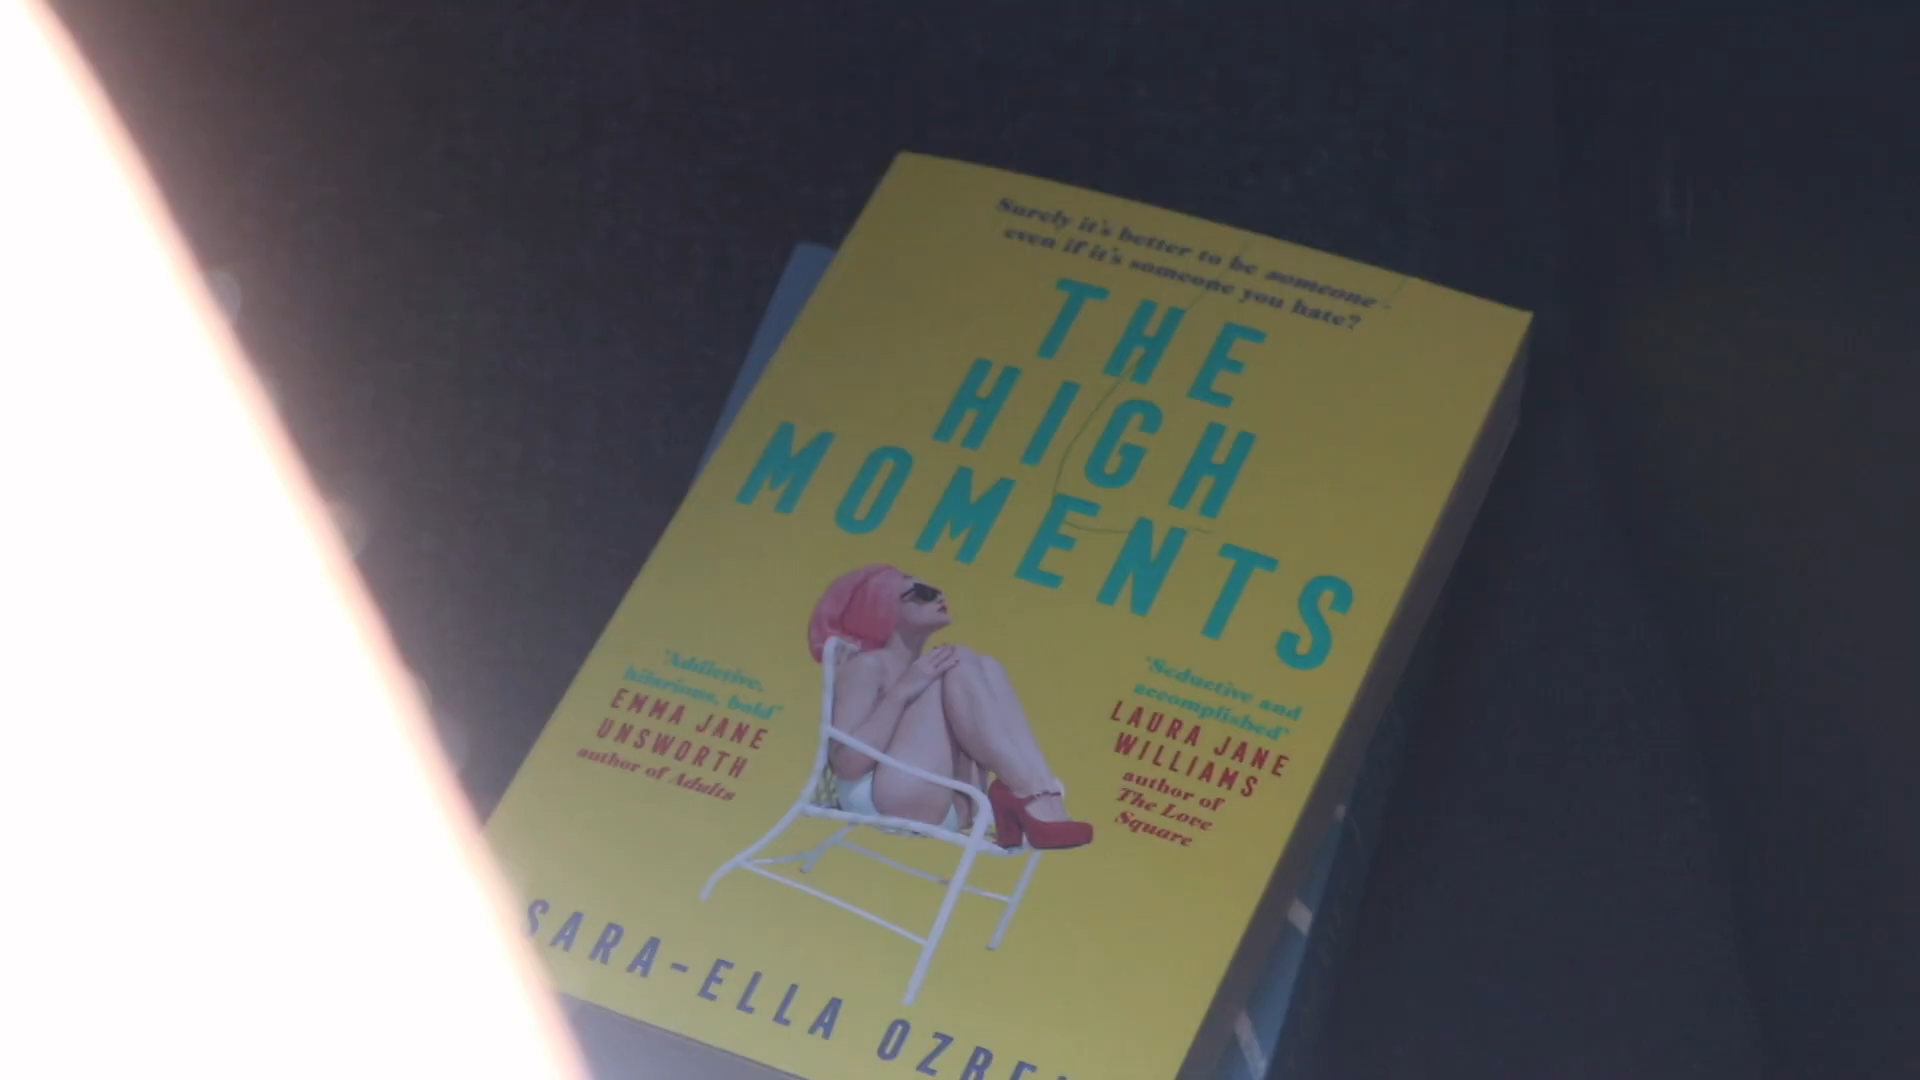 Surely it's better to be someone -
even if it's someone you hate?
THE
HIGH
MOMENTS
'Addictive,
hilarious, bold'
EMMA JANE
UNSWORTH
author of Adults
'Seductive and
accomplished'
LAURA JANE
WILLIAMS
author of
The Love
Square
SARA-ELLA